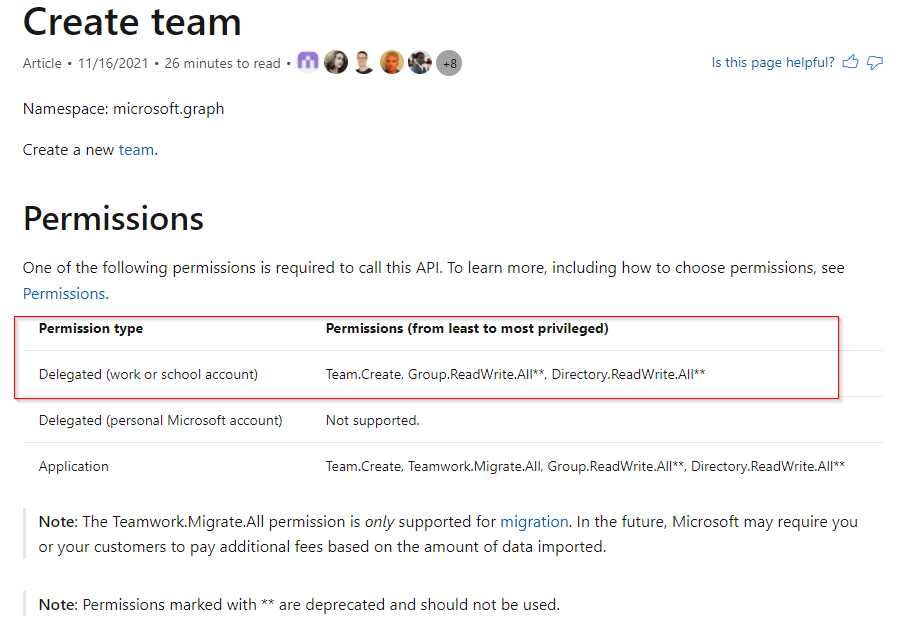 Create team
Article • 11/16/2021 • 26 minutes to read • +8
Is this page helpful?
Namespace: microsoft.graph
Create a new team.
Permissions
One of the following permissions is required to call this API. To learn more, including how to choose permissions, see
Permissions.
Permission type Permissions (from least to most privileged)
Delegated (work or school account) Team.Create, Group.ReadWrite.All**, Directory.ReadWrite.All**
Delegated (personal Microsoft account) Not supported.
Application Team.Create, Teamwork.Migrate.All, Group.ReadWrite.All**, Directory.ReadWrite.All**
Note: The Teamwork.Migrate.All permission is only supported for migration. In the future, Microsoft may require you
or your customers to pay additional fees based on the amount of data imported.
Note: Permissions marked with ** are deprecated and should not be used.